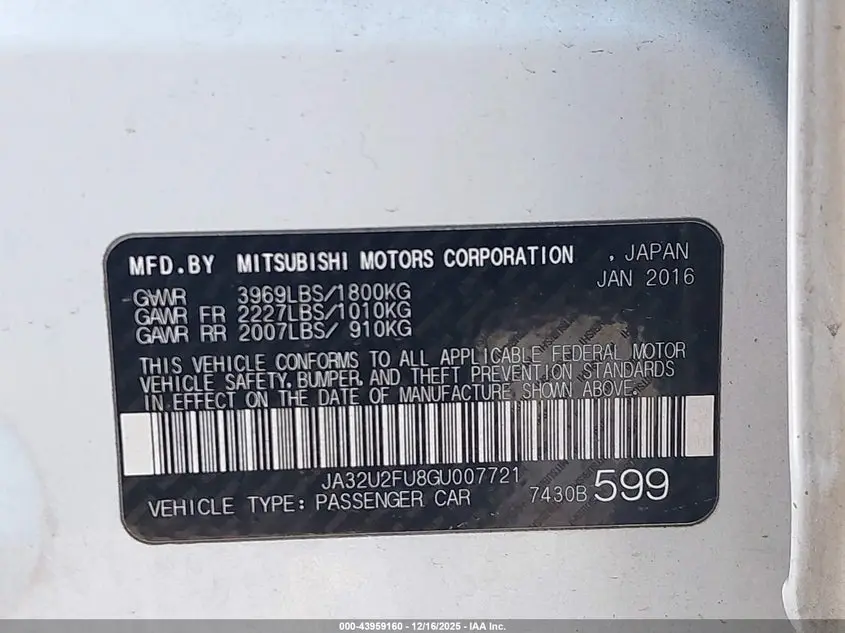 MFD.BY MITSUBISHI MOTORS CORPORATION , JAPAN
JAN 2016
GVWR 3969LBS/1800KG
GAWR FR 2227LBS/1010KG
GAWR RR 2007LBS/ 910KG
THIS VEHICLE CONFORMS TO ALL APPLICABLE FEDERAL MOTOR
VEHICLE SAFETY, BUMPER, AND THEFT PREVENTION STANDARDS
IN EFFECT ON THE DATE OF MANUFACTURE SHOWN ABOVE.
JA32U2FU8GU007721
VEHICLE TYPE: PASSENGER CAR 7430B 599
000-43959160 - 12/16/2025 - IAA Inc.